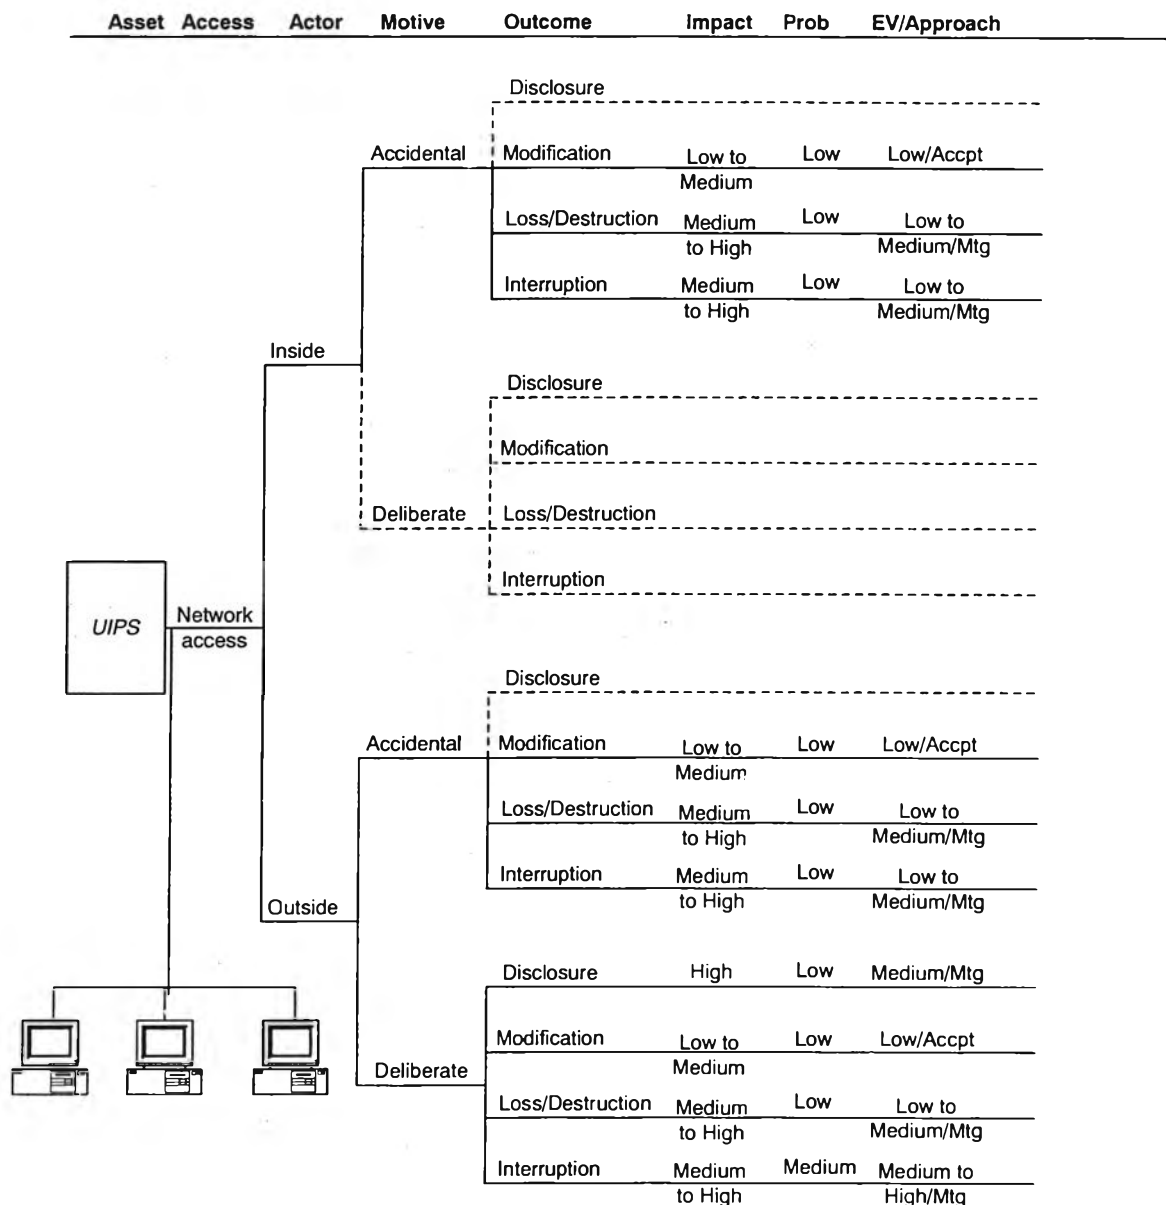 Asset Access Actor Motive Outcome Impact Prob EV/Approach
Disclosure
Accidental Modification Low to Low Low/Accpt
Medium
Loss/Destruction Medium Low Low to
to High Medium/Mtg
Interruption Medium Low Low to
to High Medium/Mtg
Inside
Disclosure
Modification
Deliberate Loss/Destruction
Interruption
UIPS Network
access
Disclosure
Accidental Modification Low to Low Low/Accpt
Medium
Loss/Destruction Medium Low Low to
to High Medium/Mtg
Interruption Medium Low Low to
to High Medium/Mtg
Outside
Disclosure High Low Medium/Mtg
Modification Low to Low Low/Accpt
Medium
Deliberate
Loss/Destruction Medium Low Low to
to High Medium/Mtg
Interruption Medium Medium Medium to
to High High/Mtg